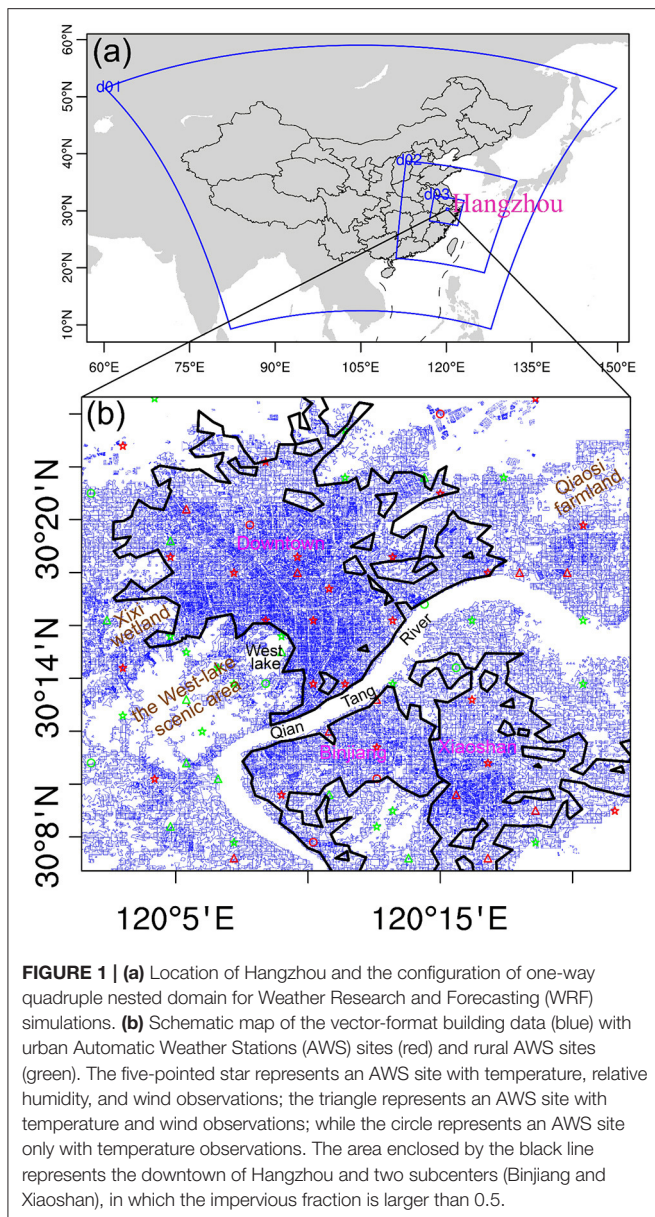 (a)
60°N
50°N
40°N
30°N
20°N
10°N
d01
d02
d03
Hangzhou
60°E 75°E 90°E 105°E 120°E 135°E 150°E
(b)
30°20'N
30°14'N
30°8'N
Qiaosi
farmland
Downtown
Xixi
wetland
West
lake
the West-lake
scenic area
River
Tang
Qian
Binjiang
Xiaoshan
120°5'E 120°15'E
FIGURE 1 | (a) Location of Hangzhou and the configuration of one-way
quadruple nested domain for Weather Research and Forecasting (WRF)
simulations. (b) Schematic map of the vector-format building data (blue) with
urban Automatic Weather Stations (AWS) sites (red) and rural AWS sites
(green). The five-pointed star represents an AWS site with temperature, relative
humidity, and wind observations; the triangle represents an AWS site with
temperature and wind observations; while the circle represents an AWS site
only with temperature observations. The area enclosed by the black line
represents the downtown of Hangzhou and two subcenters (Binjiang and
Xiaoshan), in which the impervious fraction is larger than 0.5.